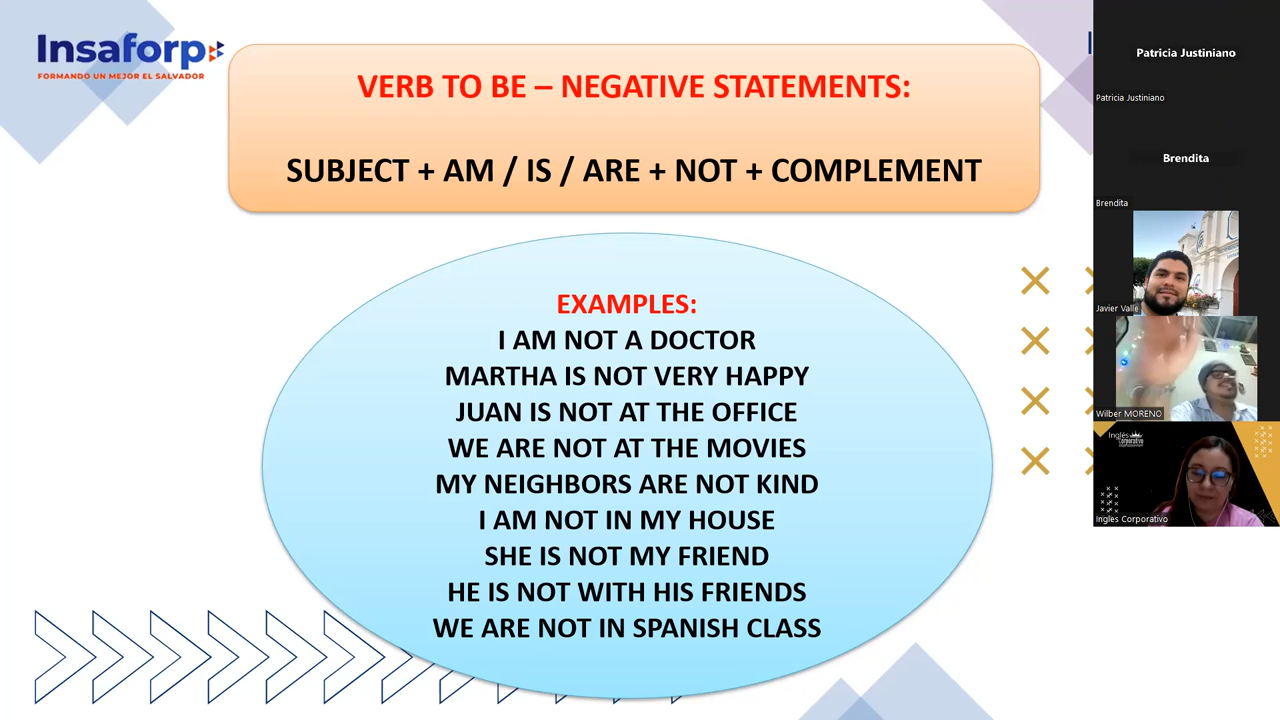 Insaforp
FORMANDO UN MEJOR EL SALVADOR
VERB TO BE – NEGATIVE STATEMENTS:
SUBJECT + AM / IS / ARE + NOT + COMPLEMENT
EXAMPLES:
I AM NOT A DOCTOR
MARTHA IS NOT VERY HAPPY
JUAN IS NOT AT THE OFFICE
WE ARE NOT AT THE MOVIES
MY NEIGHBORS ARE NOT KIND
I AM NOT IN MY HOUSE
SHE IS NOT MY FRIEND
HE IS NOT WITH HIS FRIENDS
WE ARE NOT IN SPANISH CLASS
Patricia Justiniano
Patricia Justiniano
Brendita
Brendita
Javier Valle
Wilber MORENO
Inglés
Corporativo
Ingles Corporativo